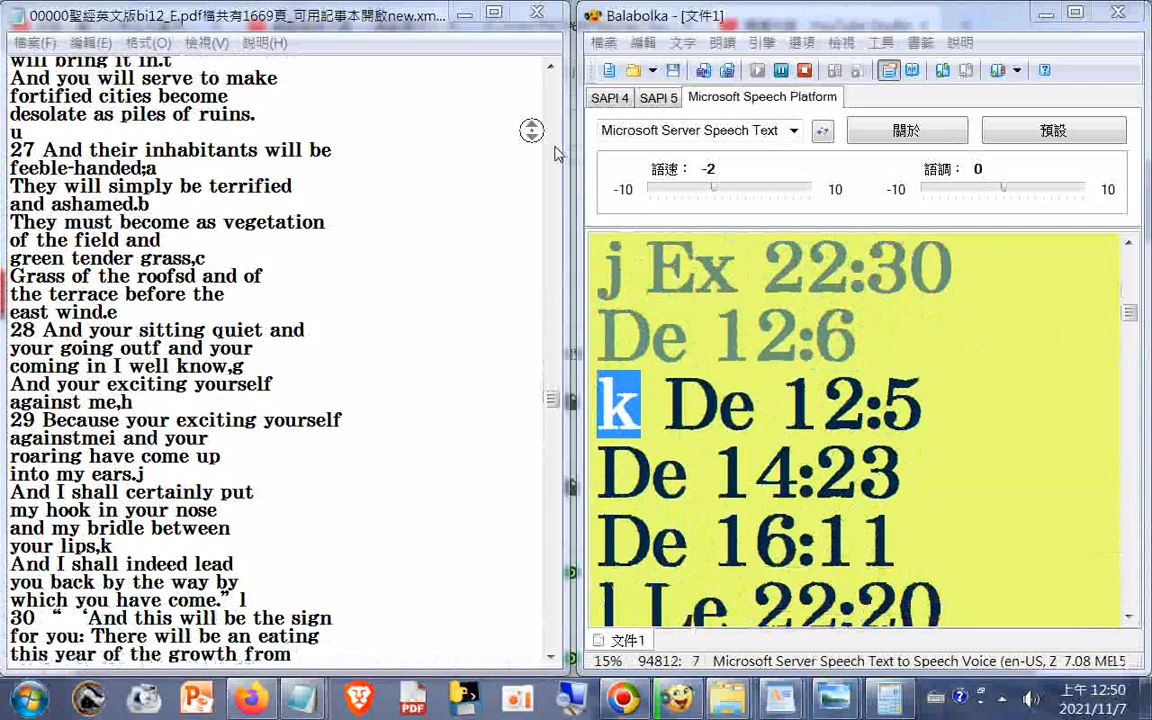 00000聖經英文版bi12_E.pdf檔共有1669頁_可用記事本開啟new.xm...
檔案(F) 編輯(E) 格式(O) 檢視(V) 說明(H)
will bring it in.t
And you will serve to make
fortified cities become
desolate as piles of ruins.
u
27 And their inhabitants will be
feeble-handed;a
They will simply be terrified
and ashamed.b
They must become as vegetation
of the field and
green tender grass,c
Grass of the roofsd and of
the terrace before the
east wind.e
28 And your sitting quiet and
your going outf and your
coming in I well know,g
And your exciting yourself
against me,h
29 Because your exciting yourself
againstmei and your
roaring have come up
into my ears.j
And I shall certainly put
my hook in your nose
and my bridle between
your lips,k
And I shall indeed lead
you back by the way by
which you have come.” l
30 “ ‘And this will be the sign
for you: There will be an eating
this year of the growth from
Balabolka - [文件1]
檔案 編輯 文字 朗讀 引擎 選項 檢視 工具 書籤 說明
SAPI 4 SAPI 5 Microsoft Speech Platform
Microsoft Server Speech Text 關於 預設
語速： -2 語調： 0
-10 10 -10 10
j Ex 22:30
De 12:6
k De 12:5
De 14:23
De 16:11
l Le 22:20
文件1
15% 94812: 7 Microsoft Server Speech Text to Speech Voice (en-US, Z 7.08 ME
PDF
上午 12:50
2021/11/7